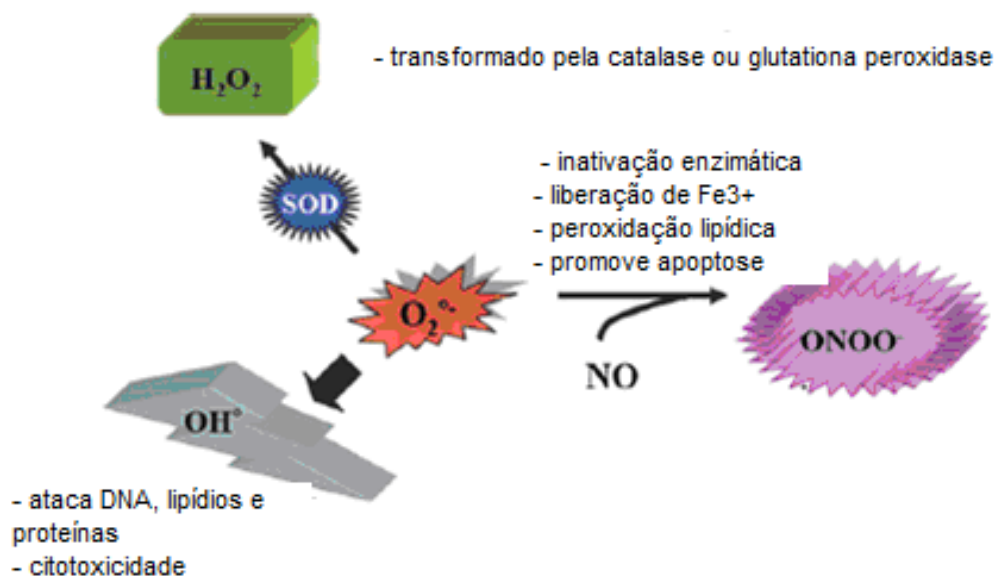 H₂O₂
- transformado pela catalase ou glutationa peroxidase
SOD
- inativação enzimática
- liberação de Fe3+
- peroxidação lipídica
- promove apoptose
O₂°-
NO
ONOO-
OH°
- ataca DNA, lipídios e
proteínas
- citotoxicidade